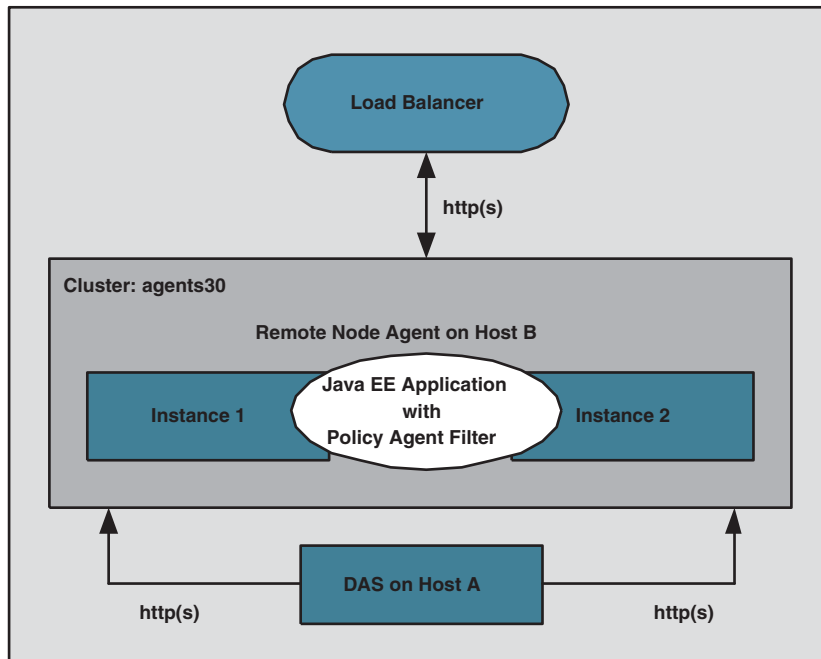 Load Balancer
http(s)
Cluster: agents30
Remote Node Agent on Host B
Instance 1
Java EE Application
with
Policy Agent Filter
Instance 2
DAS on Host A
http(s)
http(s)